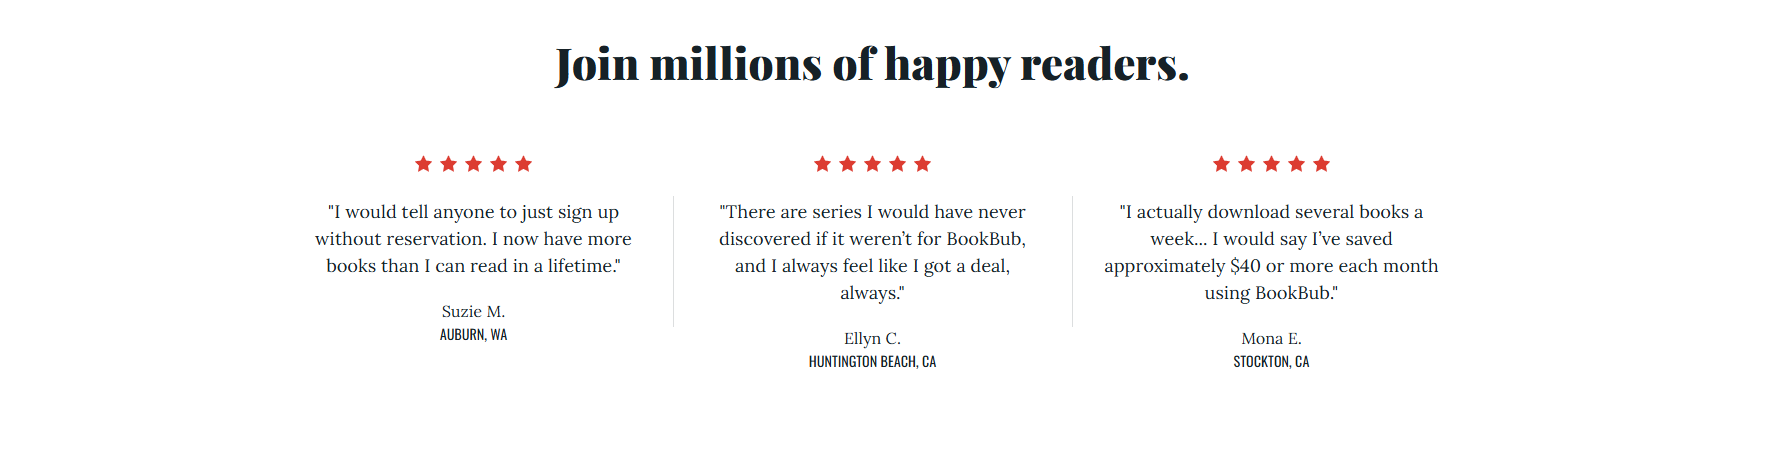 Join millions of happy readers.
"I would tell anyone to just sign up
without reservation. I now have more
books than I can read in a lifetime."
Suzie M.
AUBURN, WA
"There are series I would have never
discovered if it weren’t for BookBub,
and I always feel like I got a deal,
always."
Ellyn C.
HUNTINGTON BEACH, CA
"I actually download several books a
week... I would say I’ve saved
approximately $40 or more each month
using BookBub."
Mona E.
STOCKTON, CA